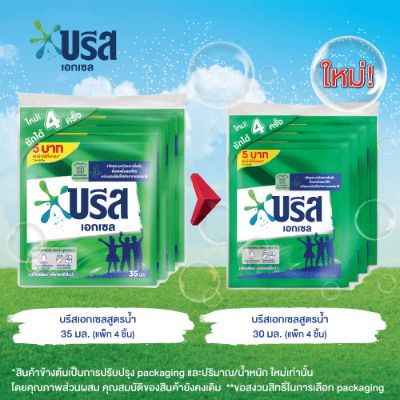 บรีส
เอกเซล
ใหม่!
ใหม่!
ซักได้ 4 ครั้ง
5 บาท
บรีส
เอกเซล
35 มล.
ใหม่!
ซักได้ 4 ครั้ง
5 บาท
บรีส
เอกเซล
บรีสเอกเซลสูตรน้ำ
35 มล. (แพ็ก 4 ชิ้น)
บรีสเอกเซลสูตรน้ำ
30 มล. (แพ็ก 4 ชิ้น)
*สินค้าข้างต้นเป็นการปรับปรุง packaging และปริมาณ/น้ำหนัก ใหม่เท่านั้น
โดยคุณภาพส่วนผสม คุณสมบัติของสินค้ายังคงเดิม **ขอสงวนสิทธิ์ในการเลือก packaging